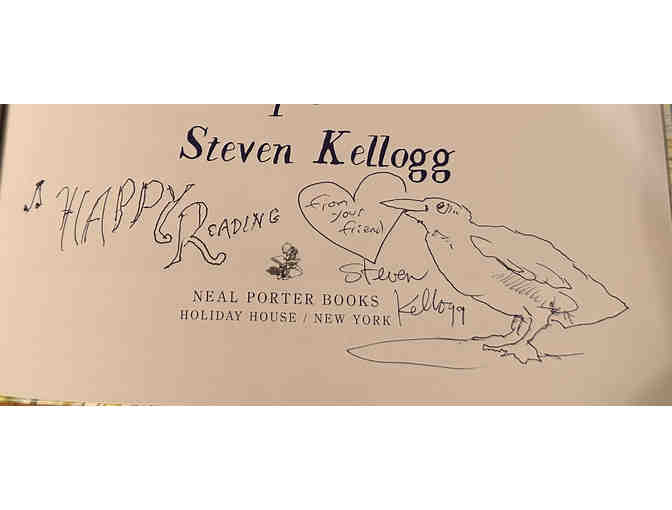 Steven Kellogg
HAPPY READING
from
your
friend
Steven
Kellogg
NEAL PORTER BOOKS
HOLIDAY HOUSE / NEW YORK